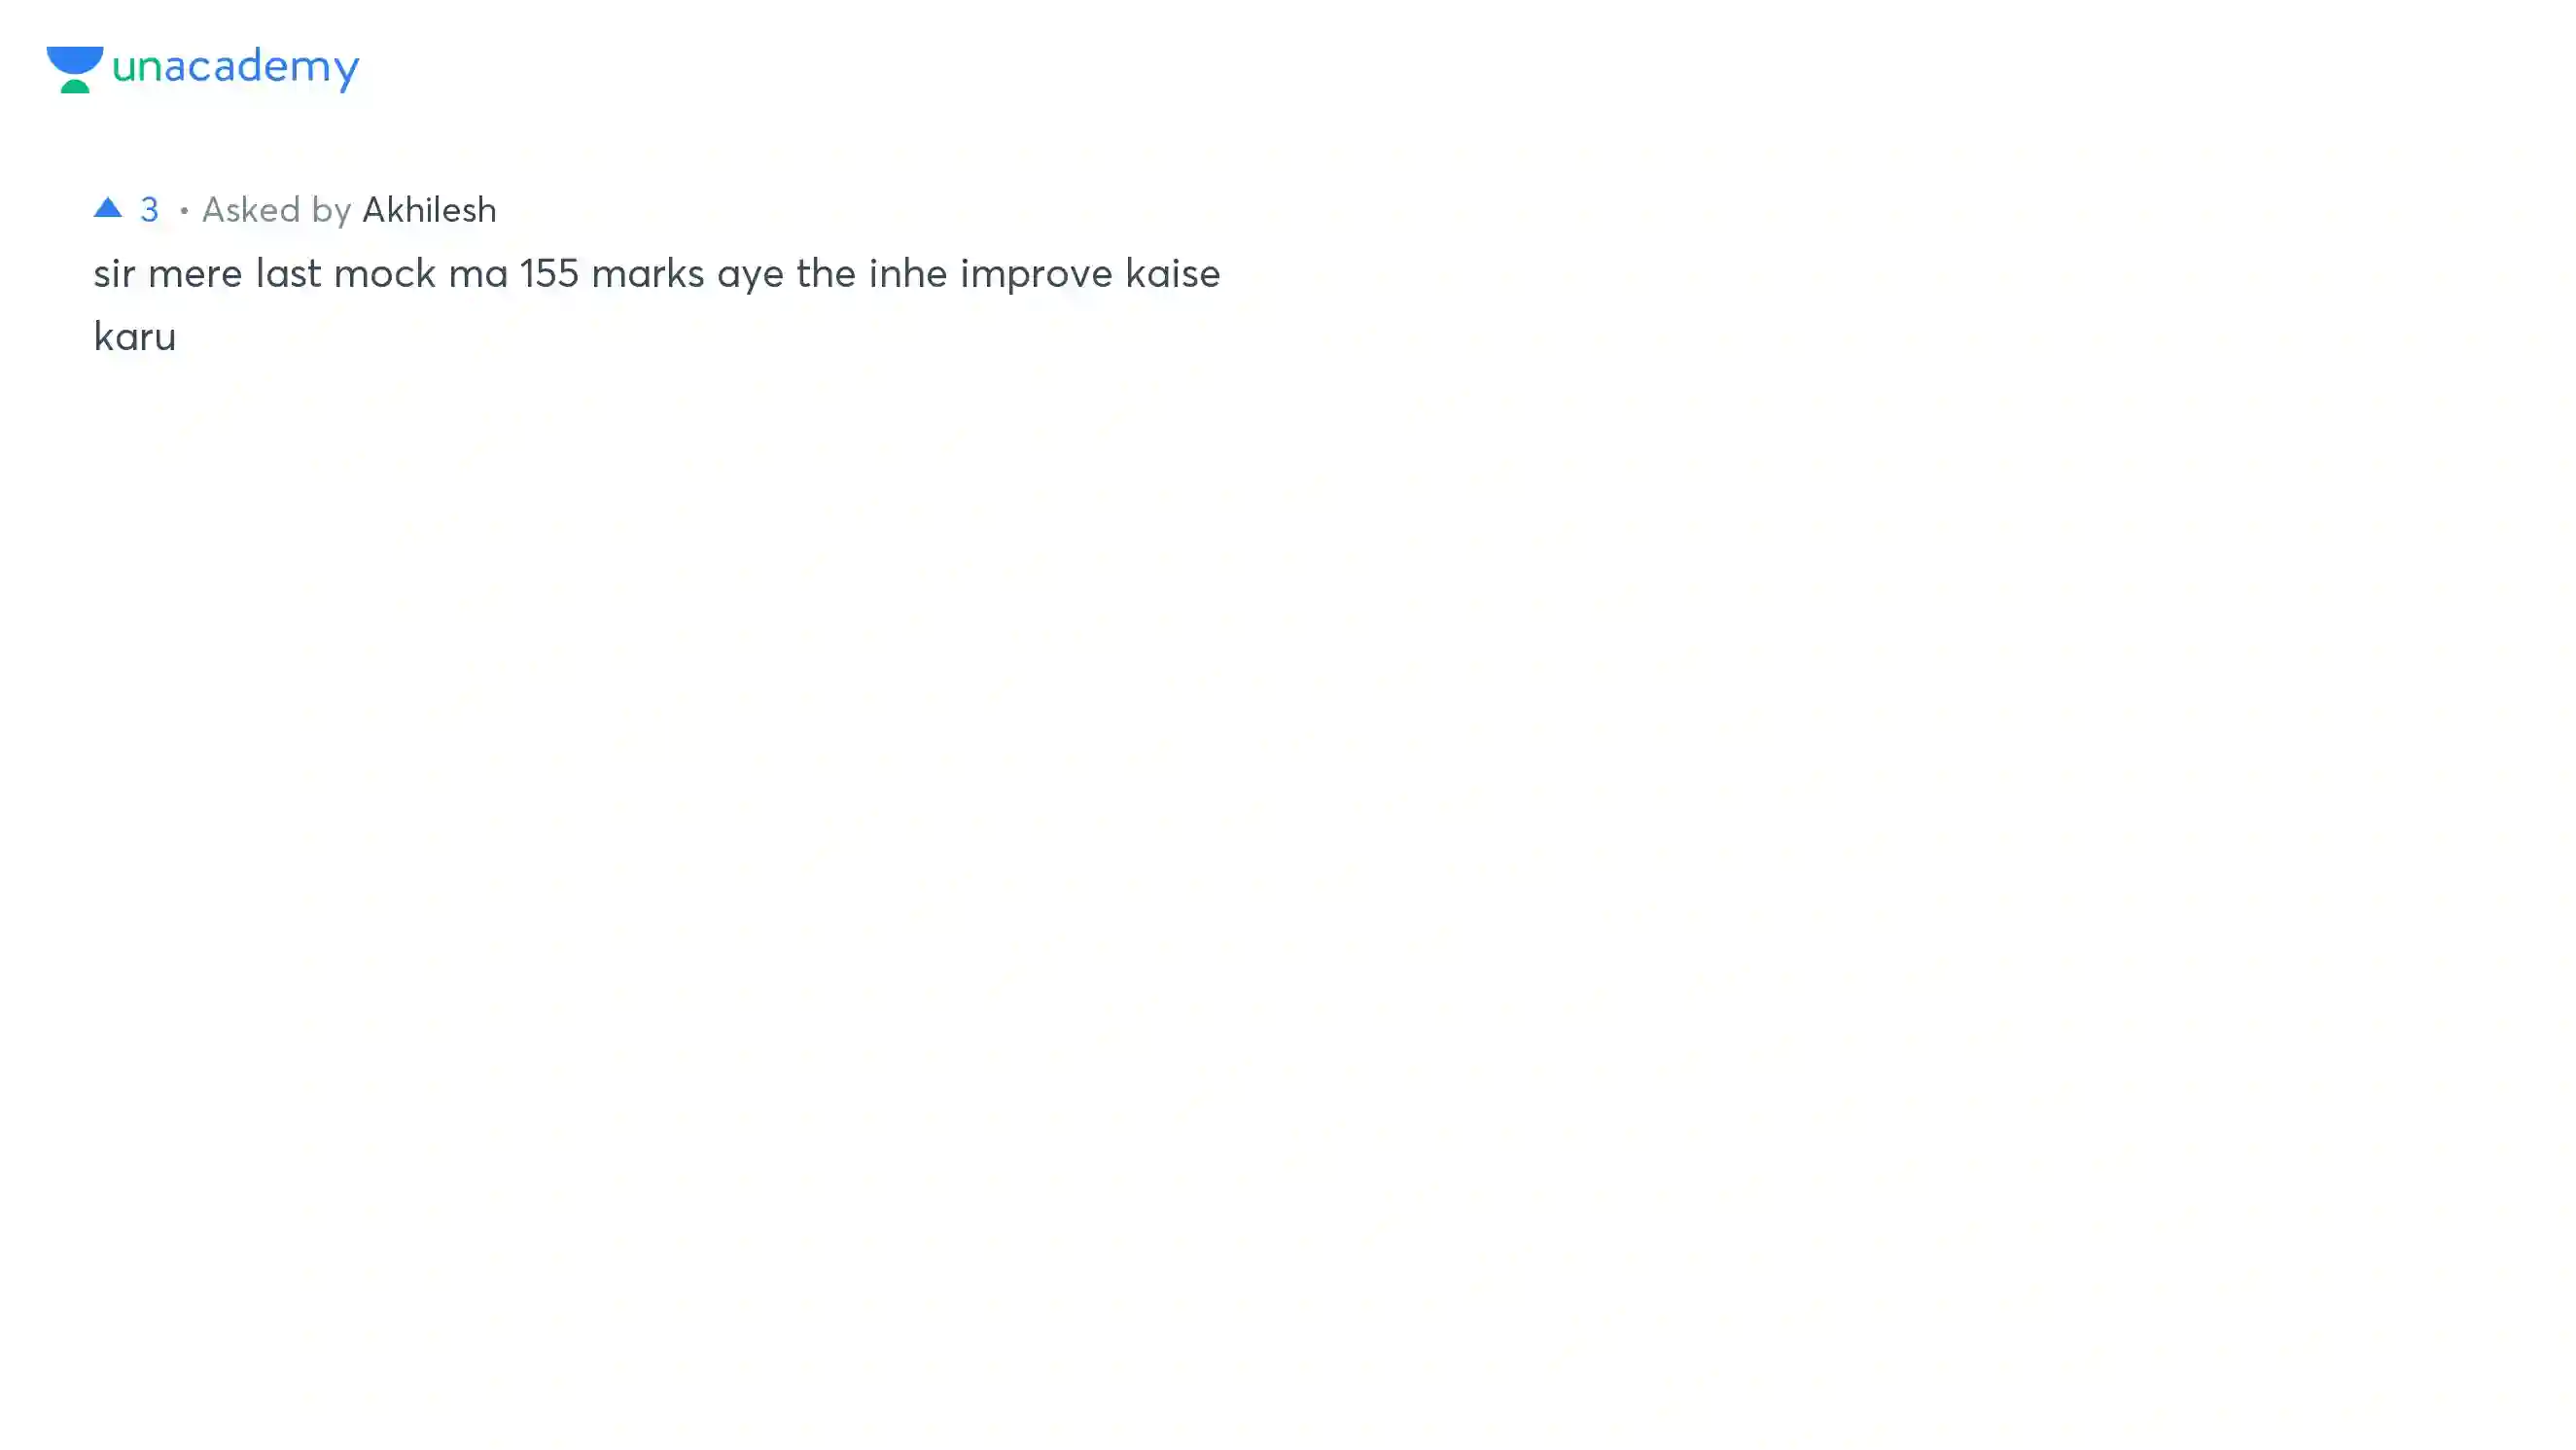 unacademy
▲ 3 • Asked by Akhilesh
sir mere last mock ma 155 marks aye the inhe improve kaise
karu